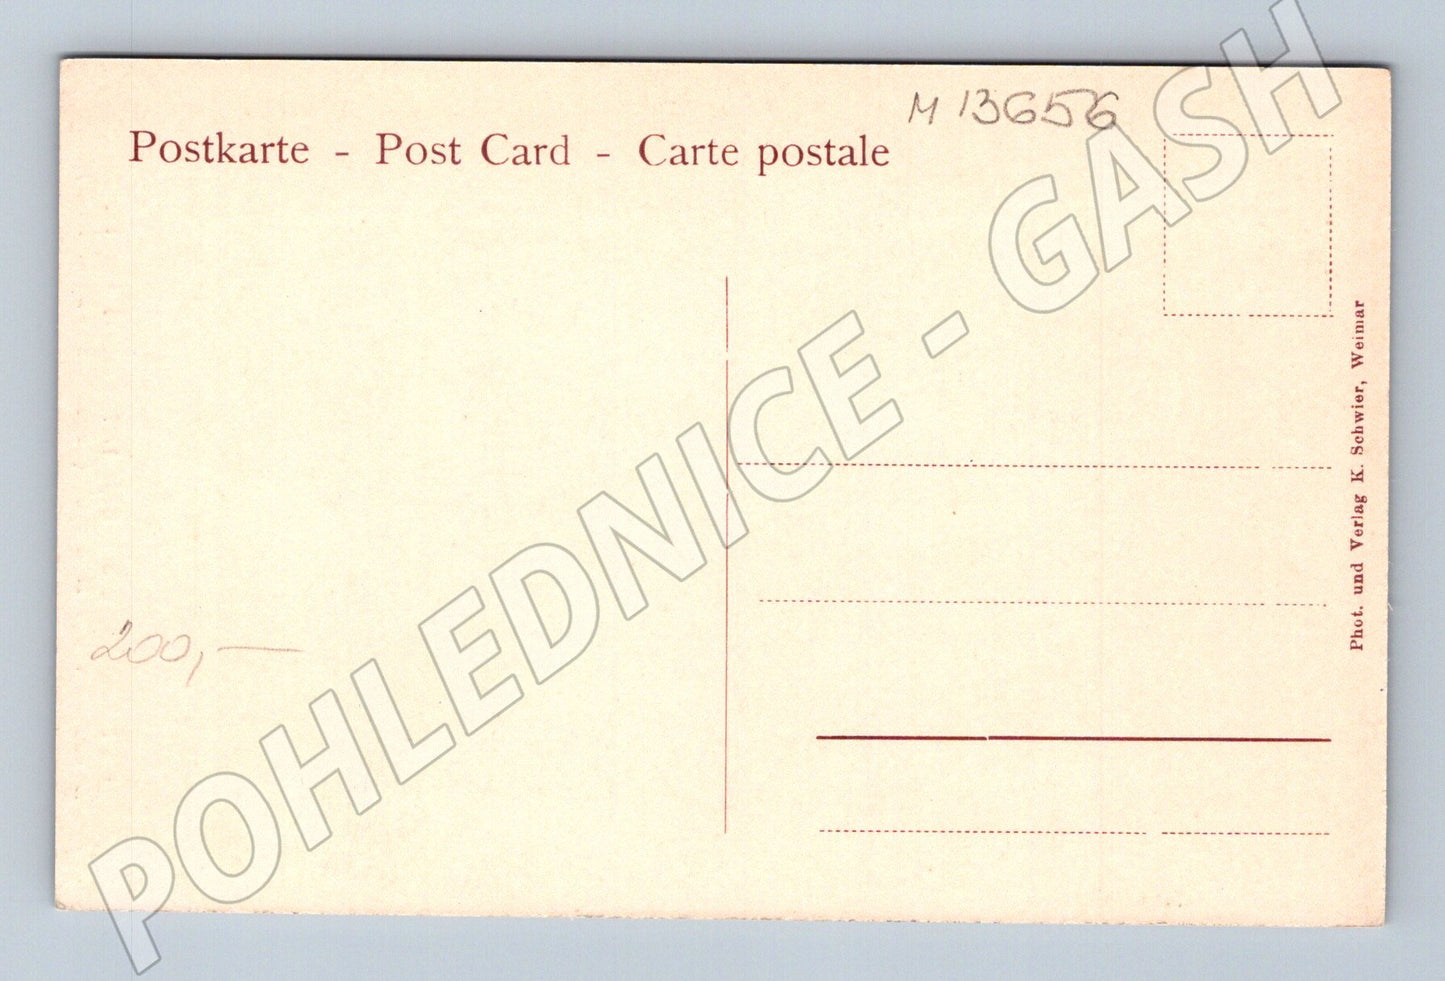 M 13656
Postkarte - Post Card - Carte postale
200,—
Phot. und Verlag K. Schwier, Weimar
POHLEDNICE - GASH